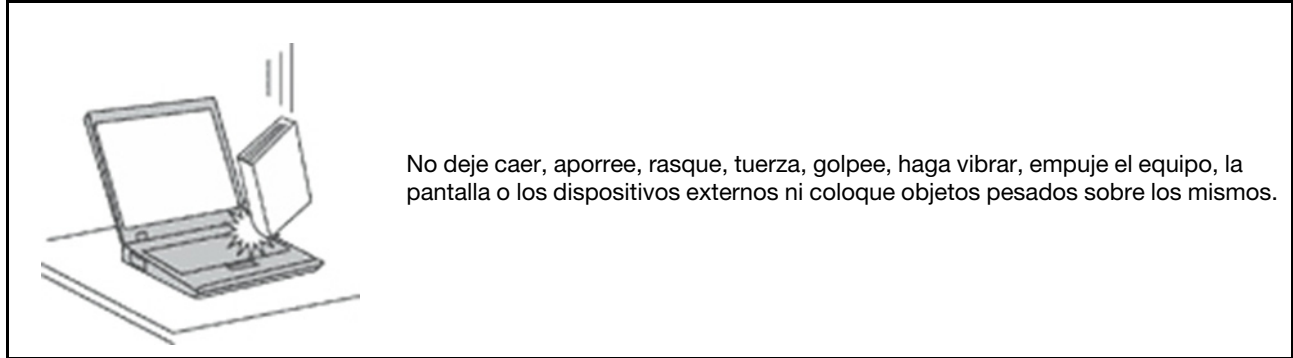 No deje caer, aporree, rasque, tuerza, golpee, haga vibrar, empuje el equipo, la
pantalla o los dispositivos externos ni coloque objetos pesados sobre los mismos.